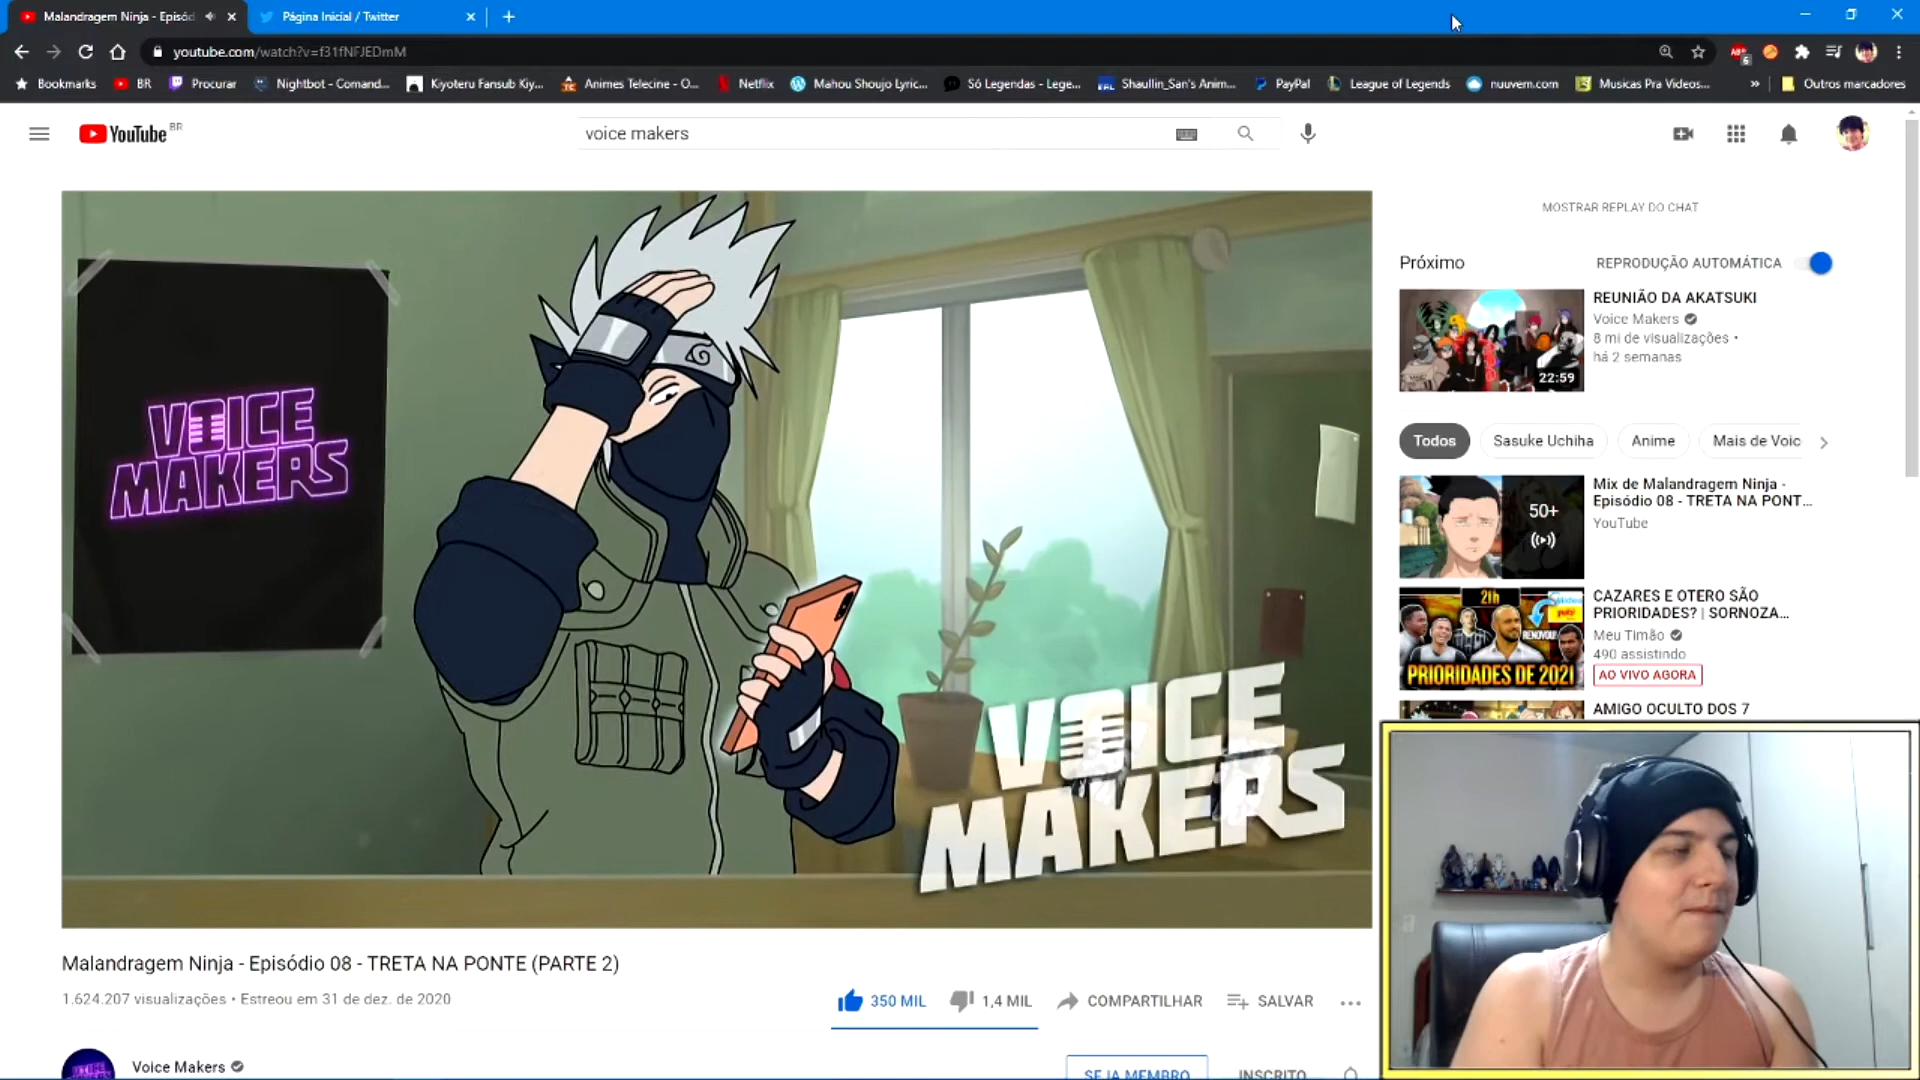 Malandragem Ninja - Episód
Página Inicial / Twitter
youtube.com/watch?v=f31fNFJEDmM
Bookmarks
BR
Procurar
Nightbot - Comand...
Kiyoteru Fansub Kiy...
Animes Telecine - O...
Netflix
Mahou Shoujo Lyric...
Só Legendas - Lege...
Shaullin_San's Anim...
PayPal
League of Legends
nuuvem.com
Musicas Pra Videos...
»
Outros marcadores
YouTube BR
voice makers
MOSTRAR REPLAY DO CHAT
Próximo
REPRODUÇÃO AUTOMÁTICA
REUNIÃO DA AKATSUKI
Voice Makers
8 mi de visualizações •
há 2 semanas
22:59
Todos
Sasuke Uchiha
Anime
Mais de Voic
Mix de Malandragem Ninja -
Episódio 08 - TRETA NA PONT...
YouTube
50+
CAZARES E OTERO SÃO
PRIORIDADES? | SORNOZA...
Meu Timão
490 assistindo
AO VIVO AGORA
21h
RENOVOU!
PRIORIDADES DE 2021
AMIGO OCULTO DOS 7
VOICE
MAKERS
VOICE
MAKERS
Malandragem Ninja - Episódio 08 - TRETA NA PONTE (PARTE 2)
1.624.207 visualizações • Estreou em 31 de dez. de 2020
350 MIL
1,4 MIL
COMPARTILHAR
SALVAR
Voice Makers
SEJA MEMBRO
INSCRITO